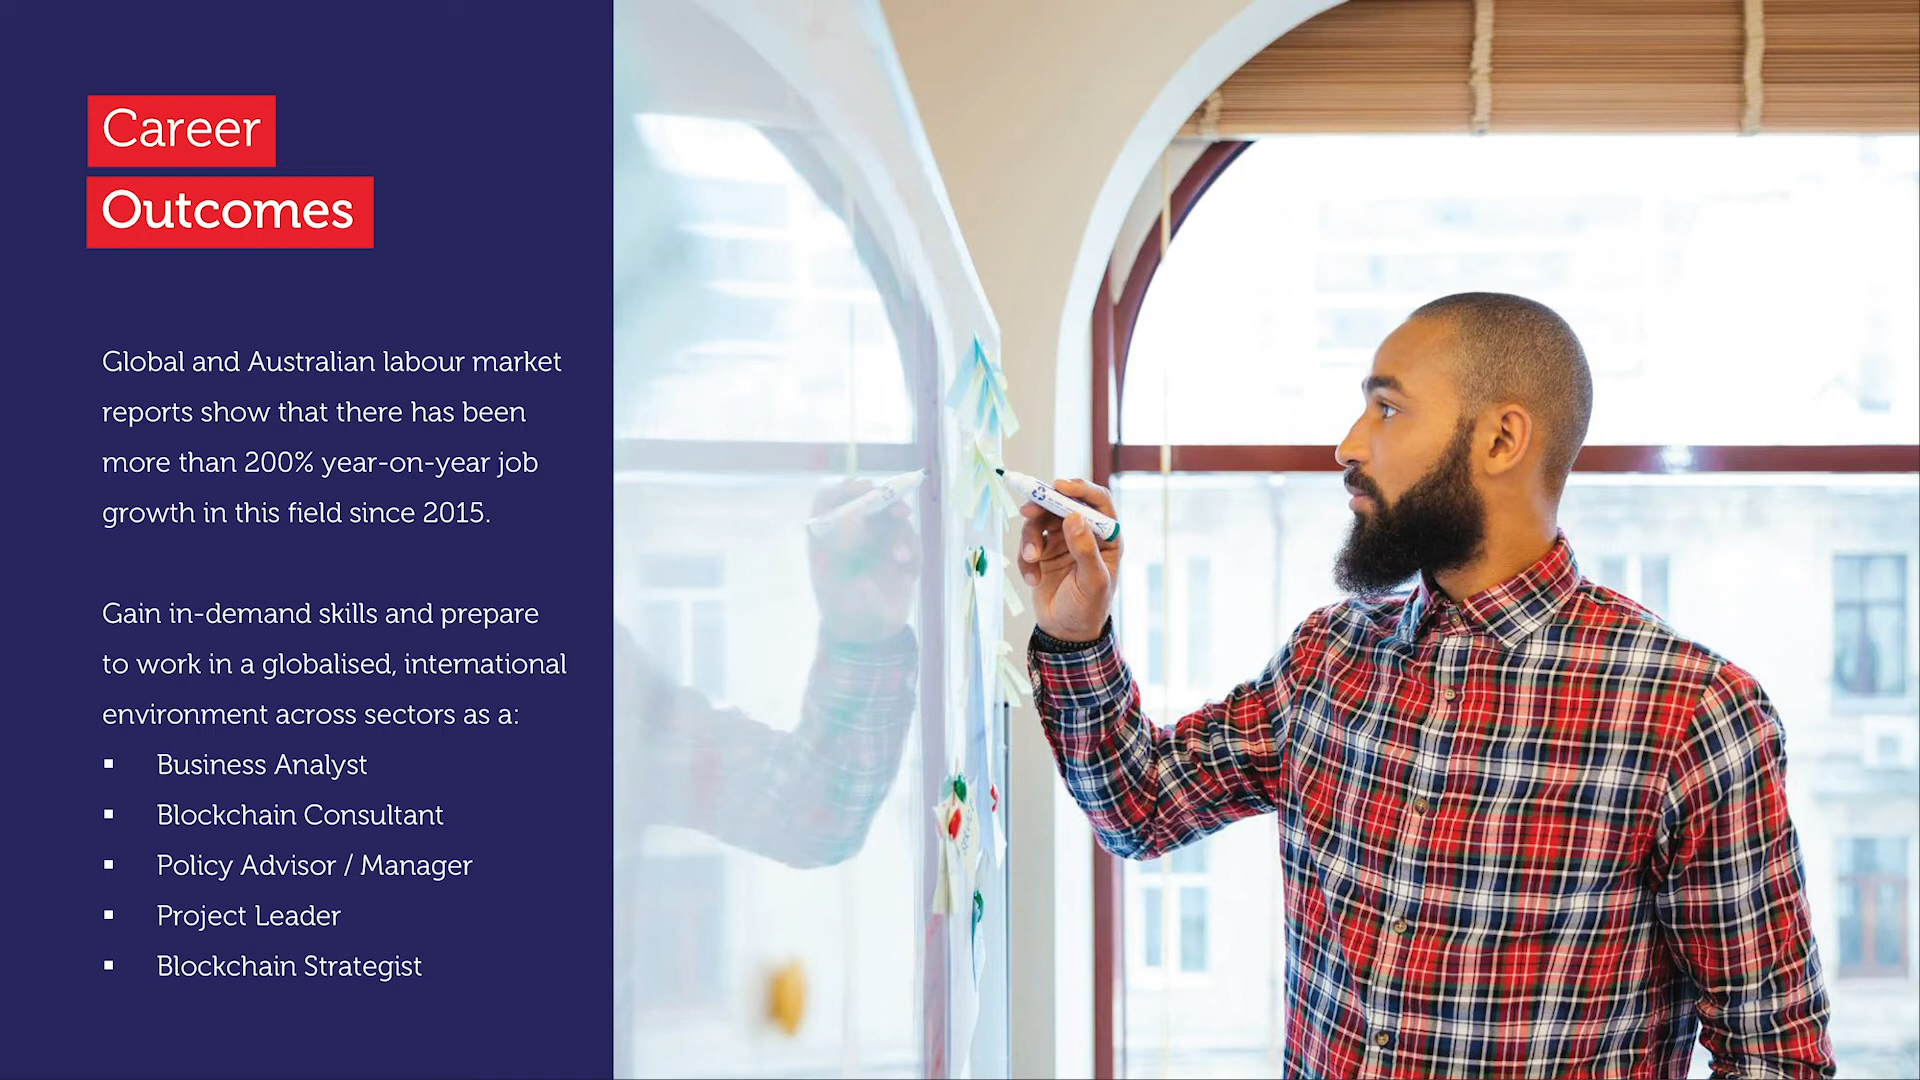 Career
Outcomes
Global and Australian labour market
reports show that there has been
more than 200% year-on-year job
growth in this field since 2015.
Gain in-demand skills and prepare
to work in a globalised, international
environment across sectors as a:
▪ Business Analyst
▪ Blockchain Consultant
▪ Policy Advisor / Manager
▪ Project Leader
▪ Blockchain Strategist